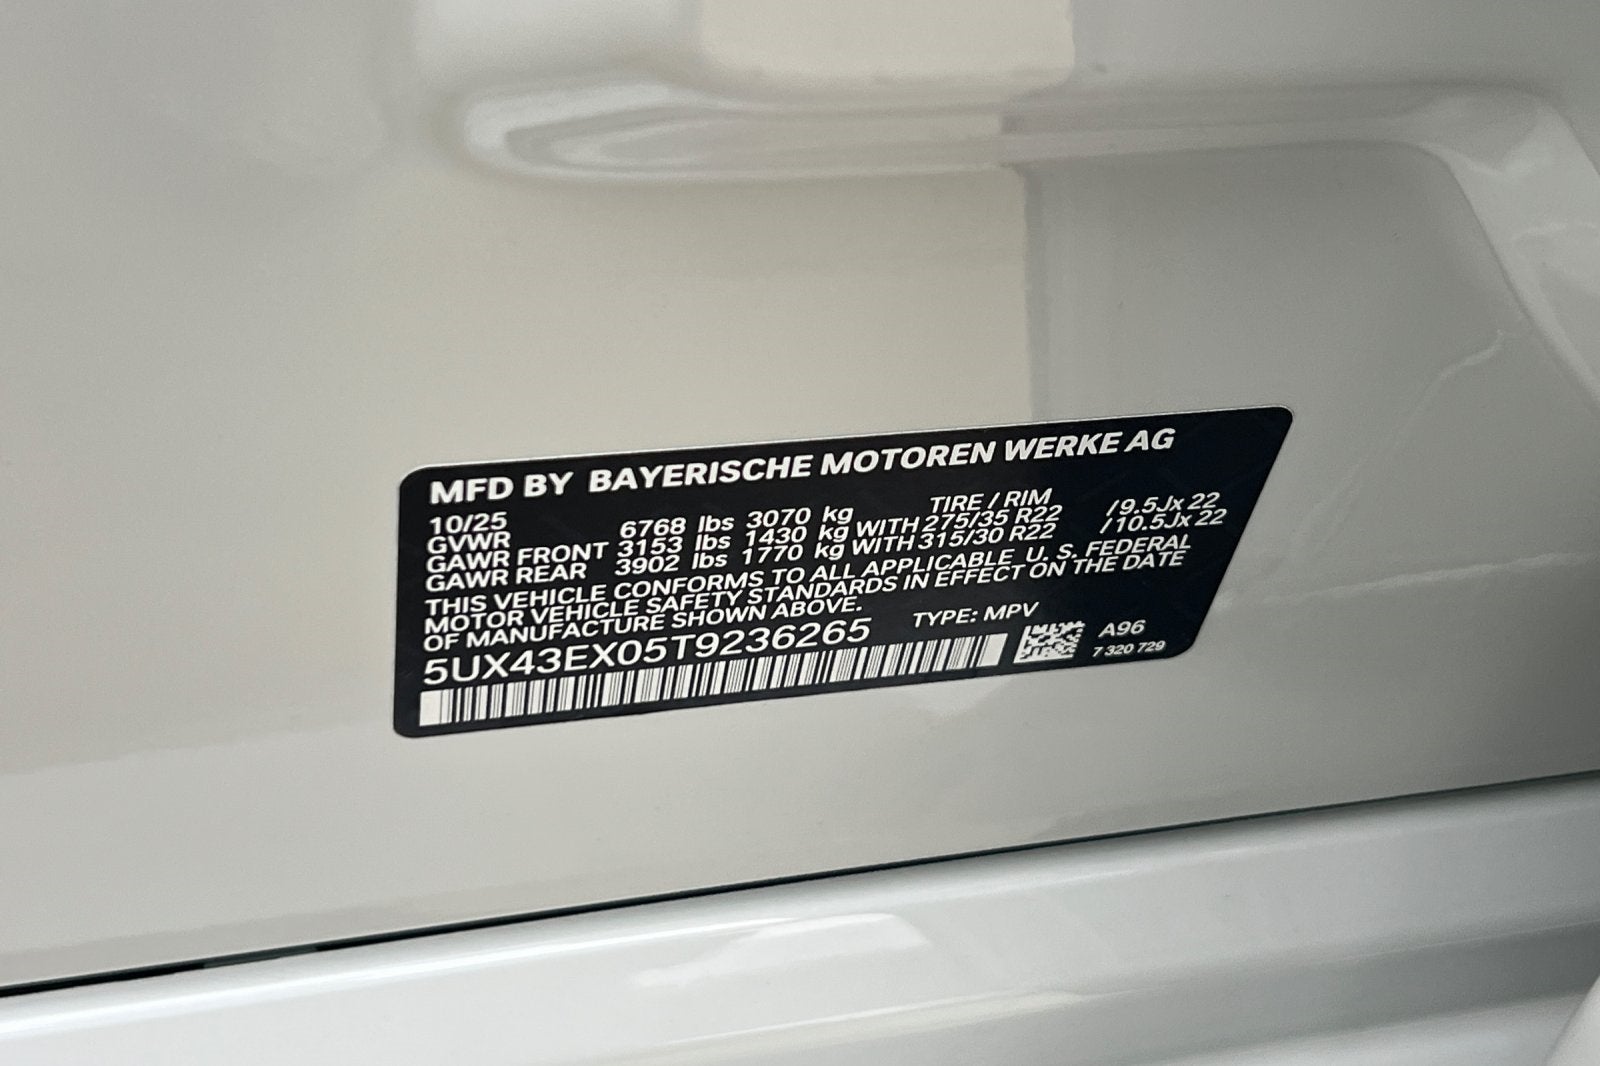 MFD BY BAYERISCHE MOTOREN WERKE AG
10/25 TIRE / RIM
GVWR 6768 lbs 3070 kg
GAWR FRONT 3153 lbs 1430 kg WITH 275/35 R22 / 9.5Jx 22
GAWR REAR 3902 lbs 1770 kg WITH 315/30 R22 / 10.5Jx 22
THIS VEHICLE CONFORMS TO ALL APPLICABLE U. S. FEDERAL
MOTOR VEHICLE SAFETY STANDARDS IN EFFECT ON THE DATE
OF MANUFACTURE SHOWN ABOVE.
5UX43EX05T9236265 TYPE: MPV
A96
7 320 729